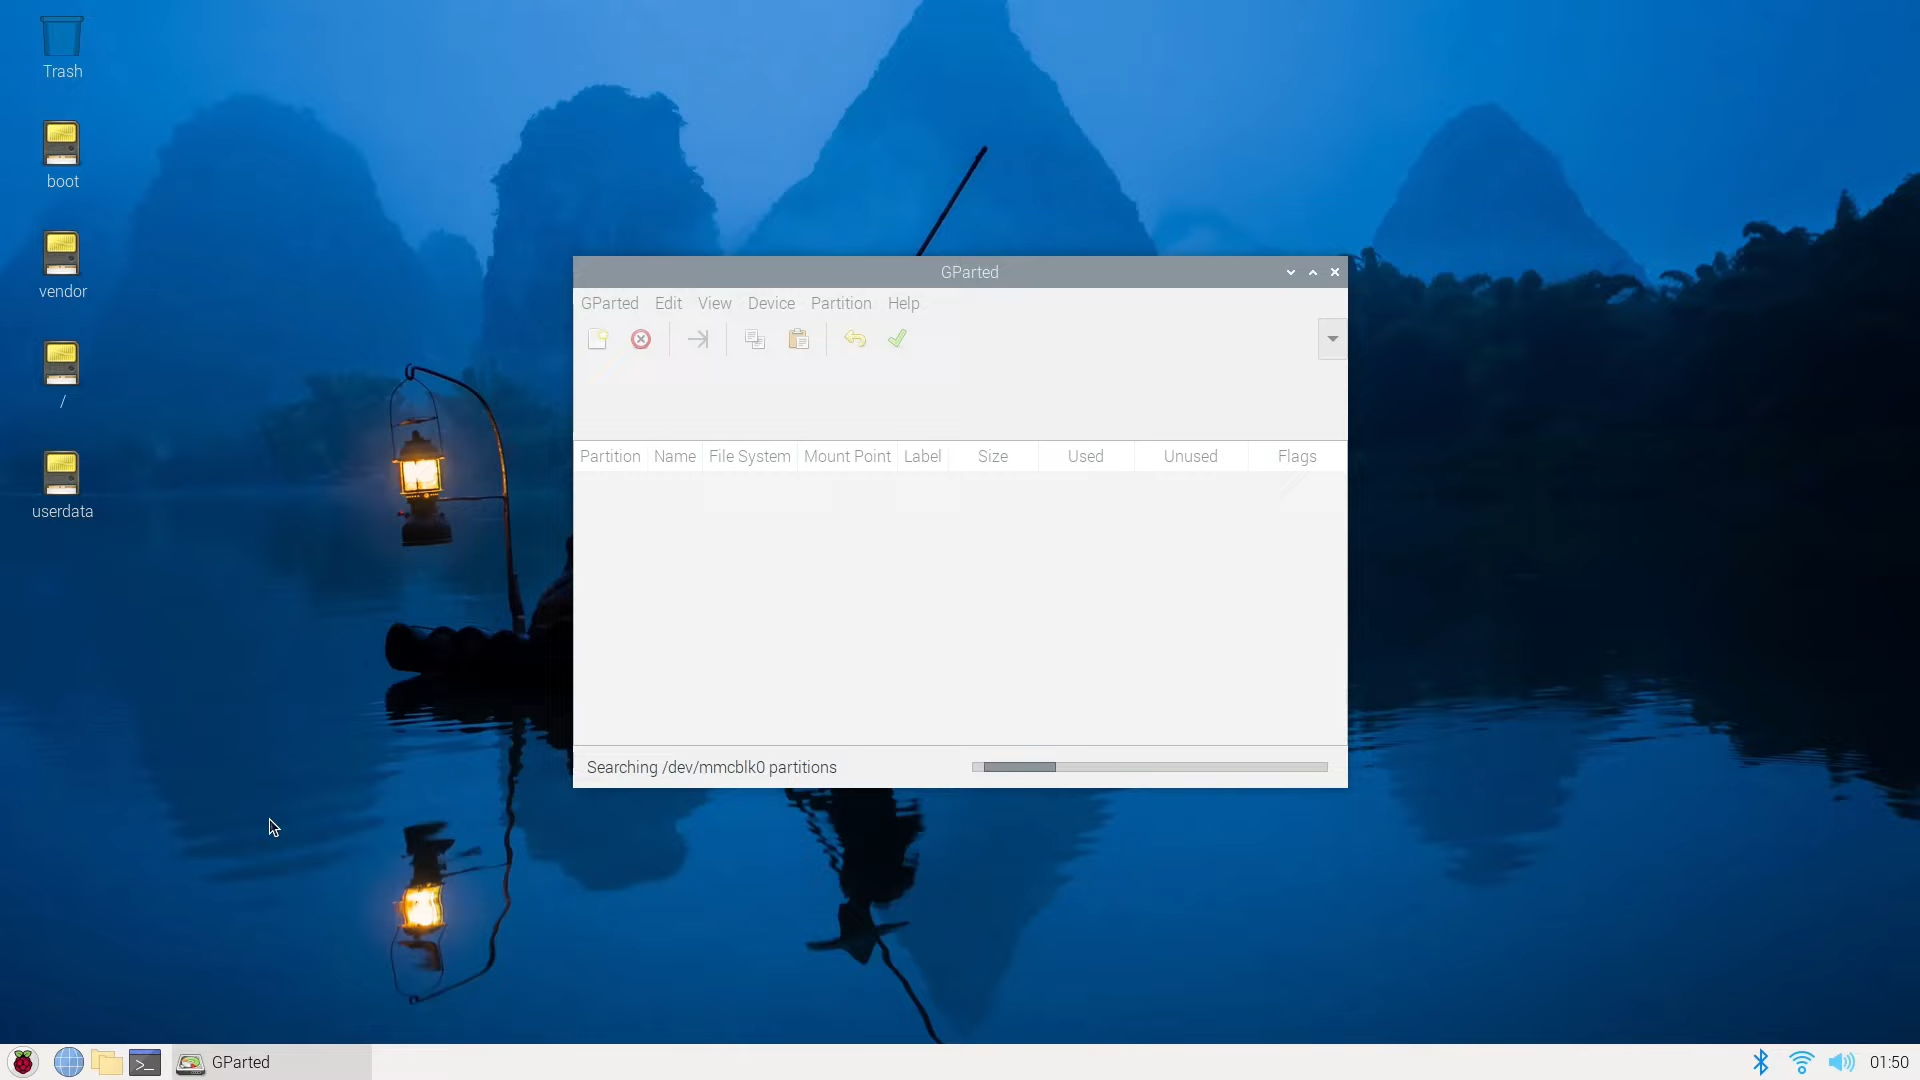 Trash
boot
vendor
/
userdata
GParted
GParted Edit View Device Partition Help
Partition Name File System Mount Point Label Size Used Unused Flags
Searching /dev/mmcblk0 partitions
>_ GParted 01:50